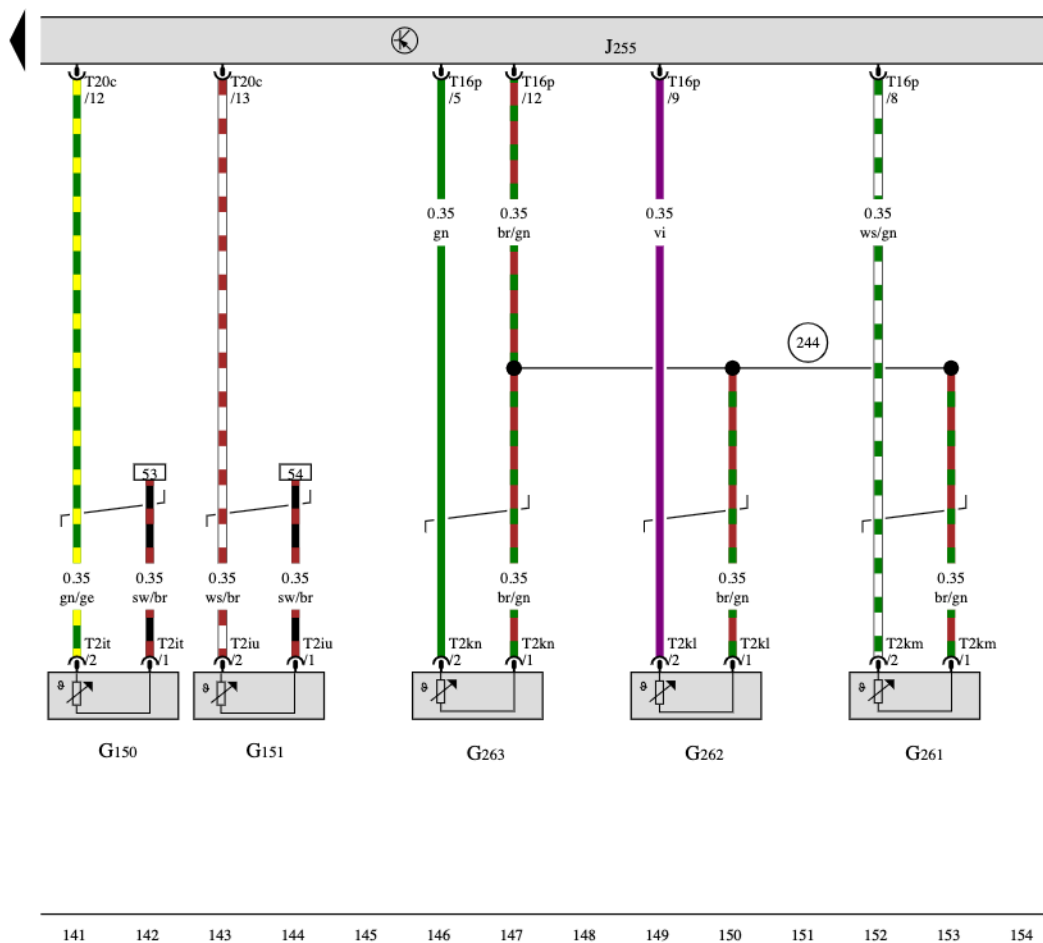 J255
T20c T20c T16p T16p T16p T16p
/12 /13 /5 /12 /9 /8
0.35 0.35 0.35 0.35
gn br/gn vi ws/gn
244
53 54
0.35 0.35 0.35 0.35 0.35 0.35 0.35
gn/ge sw/br ws/br sw/br br/gn br/gn br/gn
T2it T2it T2iu T2iu T2kn T2kn T2kl T2kl T2km T2km
/2 /1 /2 /1 /2 /1 /2 /1 /2 /1
ϑ ϑ ϑ ϑ ϑ
G150 G151 G263 G262 G261
141 142 143 144 145 146 147 148 149 150 151 152 153 154